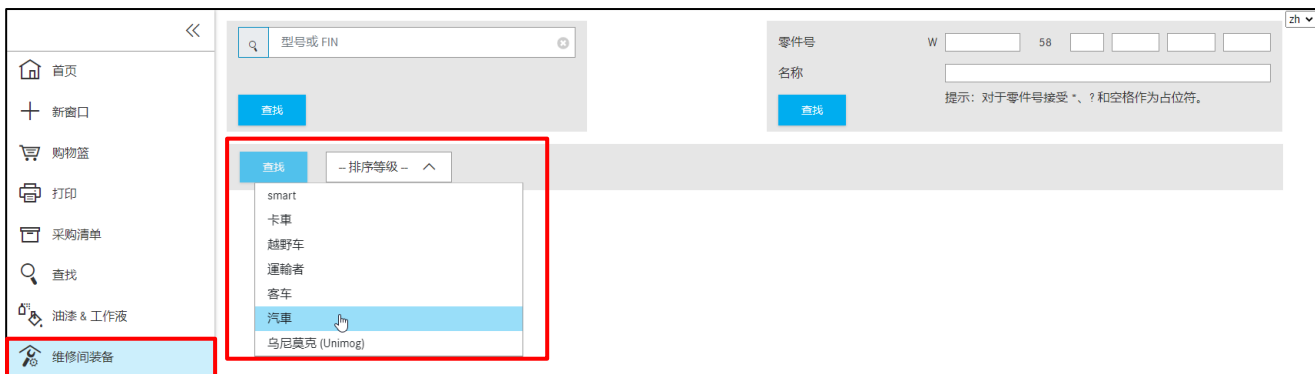 zh
首页
新窗口
购物篮
打印
采购清单
查找
油漆 & 工作液
维修间装备
型号或 FIN
查找
零件号 W 58
名称
提示：对于零件号接受 *、? 和空格作为占位符。
查找
查找 -- 排序等级 --
smart
卡車
越野车
運輸者
客车
汽車
乌尼莫克 (Unimog)